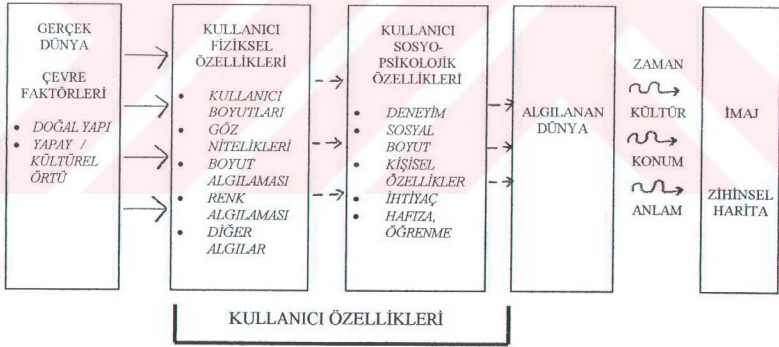 GERÇEK
DÜNYA
ÇEVRE
FAKTÖRLERİ
• DOĞAL YAPI
• YAPAY /
KÜLTÜREL
ÖRTÜ
KULLANICI
FİZİKSEL
ÖZELLİKLERİ
• KULLANICI
BOYUTLARI
• GÖZ
NİTELİKLERİ
• BOYUT
ALGILAMASI
• RENK
ALGILAMASI
• DİĞER
ALGILAR
KULLANICI
SOSYO-
PSİKOLOJİK
ÖZELLİKLERİ
• DENEYİM
• SOSYAL
BOYUT
• KİŞİSEL
ÖZELLİKLER
• İHTİYAÇ
• HAFIZA,
ÖĞRENME
ALGILANAN
DÜNYA
ZAMAN
KÜLTÜR
KONUM
ANLAM
İMAJ
ZİHİNSEL
HARİTA
KULLANICI ÖZELLİKLERİ